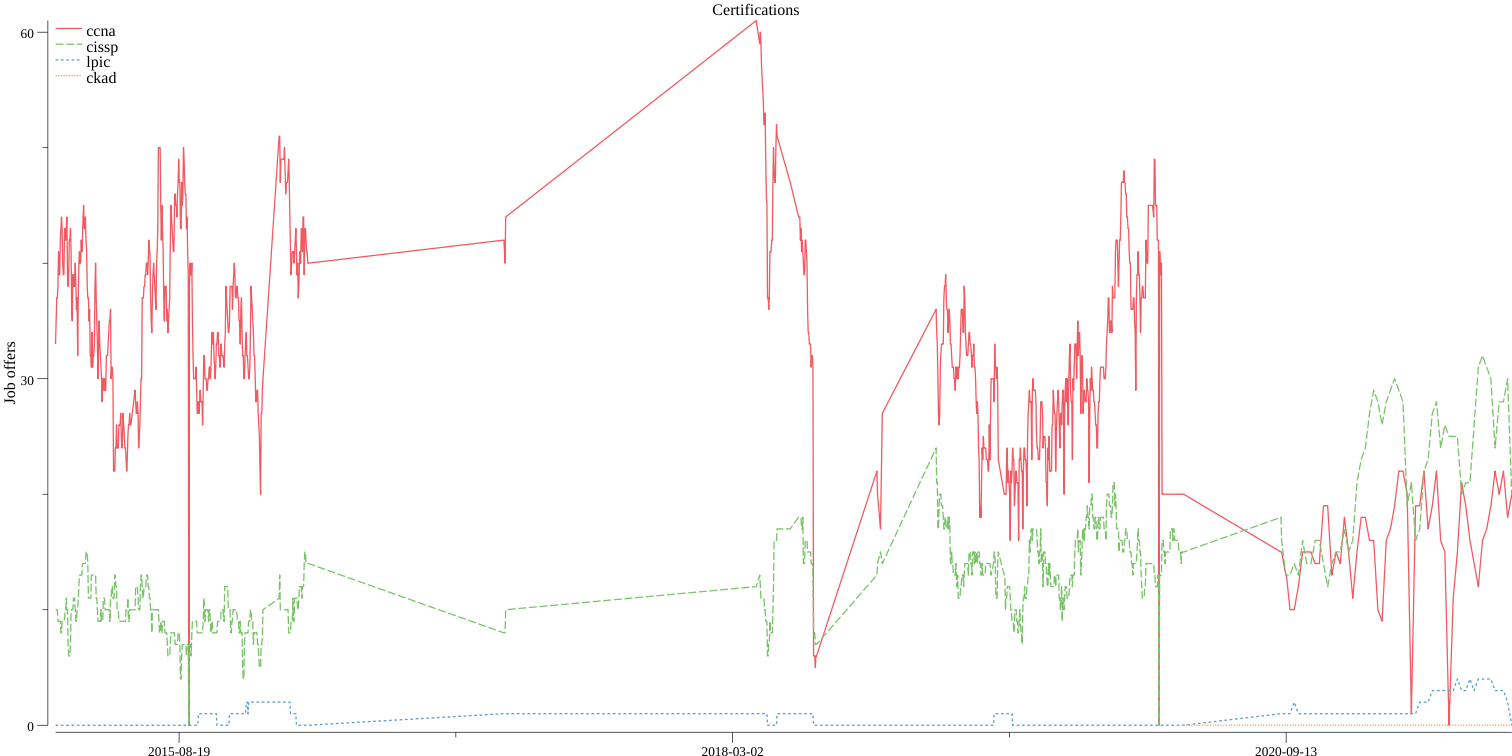 Certifications
60
ccna
cissp
lpic
ckad
Job offers
30
0
2015-08-19
2018-03-02
2020-09-13